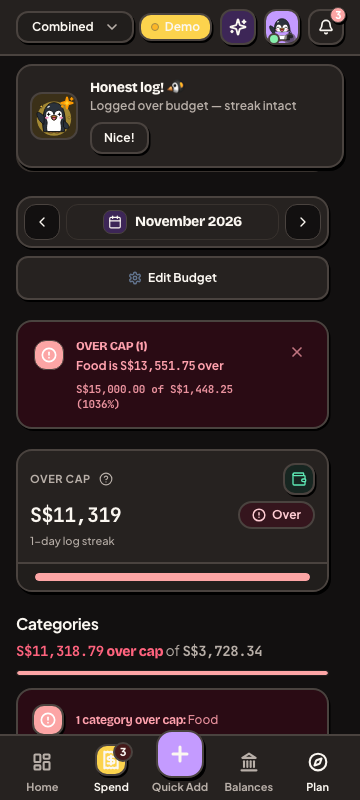 Combined
Demo
3
Honest log!
Logged over budget — streak intact
Nice!
November 2026
Edit Budget
OVER CAP (1)
Food is S$13,551.75 over
S$15,000.00 of S$1,448.25
(1036%)
OVER CAP
S$11,319
Over
1-day log streak
Categories
S$11,318.79 over cap of S$3,728.34
1 category over cap: Food
3
Home
Spend
Quick Add
Balances
Plan